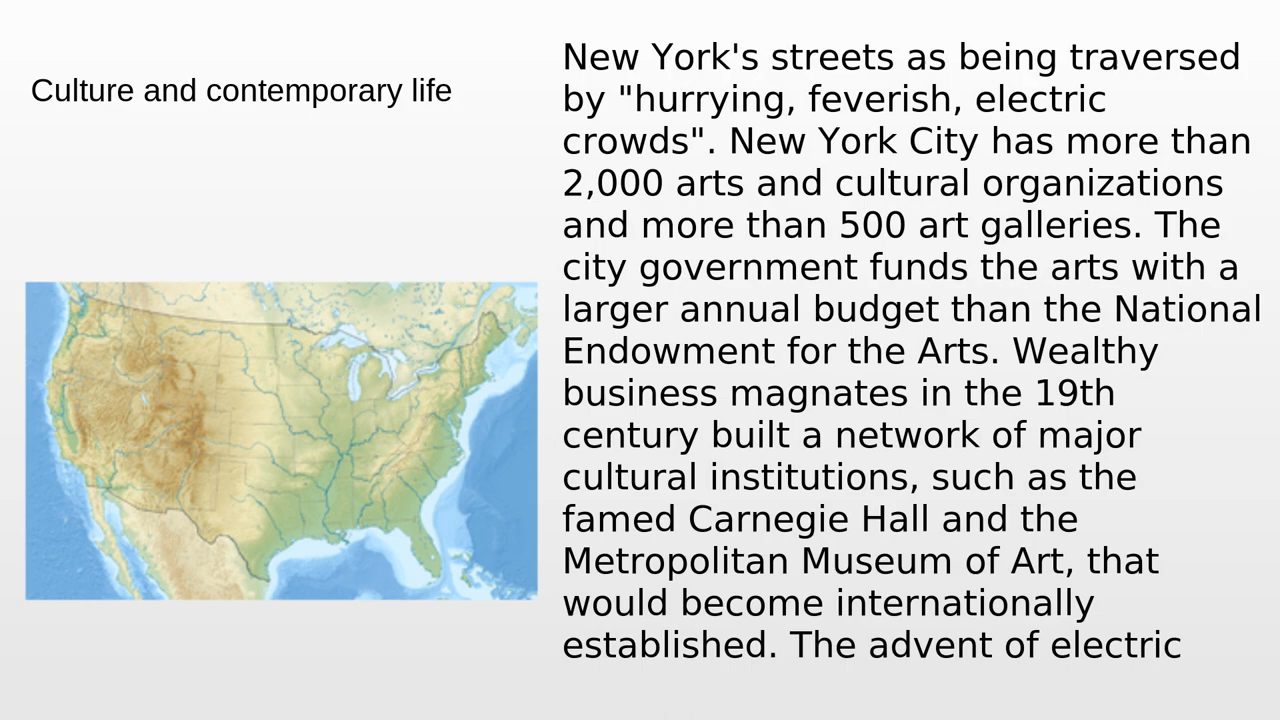 Culture and contemporary life
New York's streets as being traversed
by "hurrying, feverish, electric
crowds". New York City has more than
2,000 arts and cultural organizations
and more than 500 art galleries. The
city government funds the arts with a
larger annual budget than the National
Endowment for the Arts. Wealthy
business magnates in the 19th
century built a network of major
cultural institutions, such as the
famed Carnegie Hall and the
Metropolitan Museum of Art, that
would become internationally
established. The advent of electric